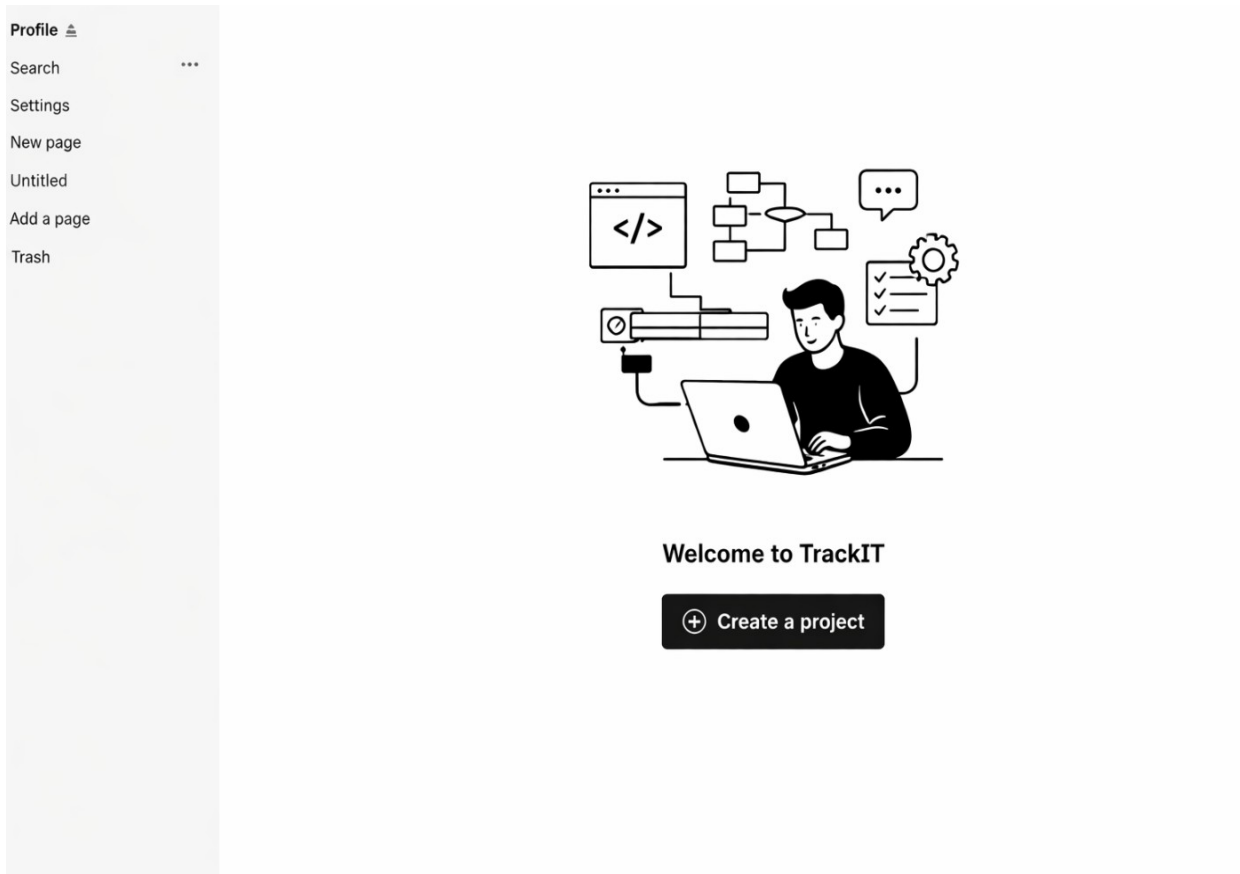 Profile
Search
Settings
New page
Untitled
Add a page
Trash
</>
Welcome to TrackIT
Create a project